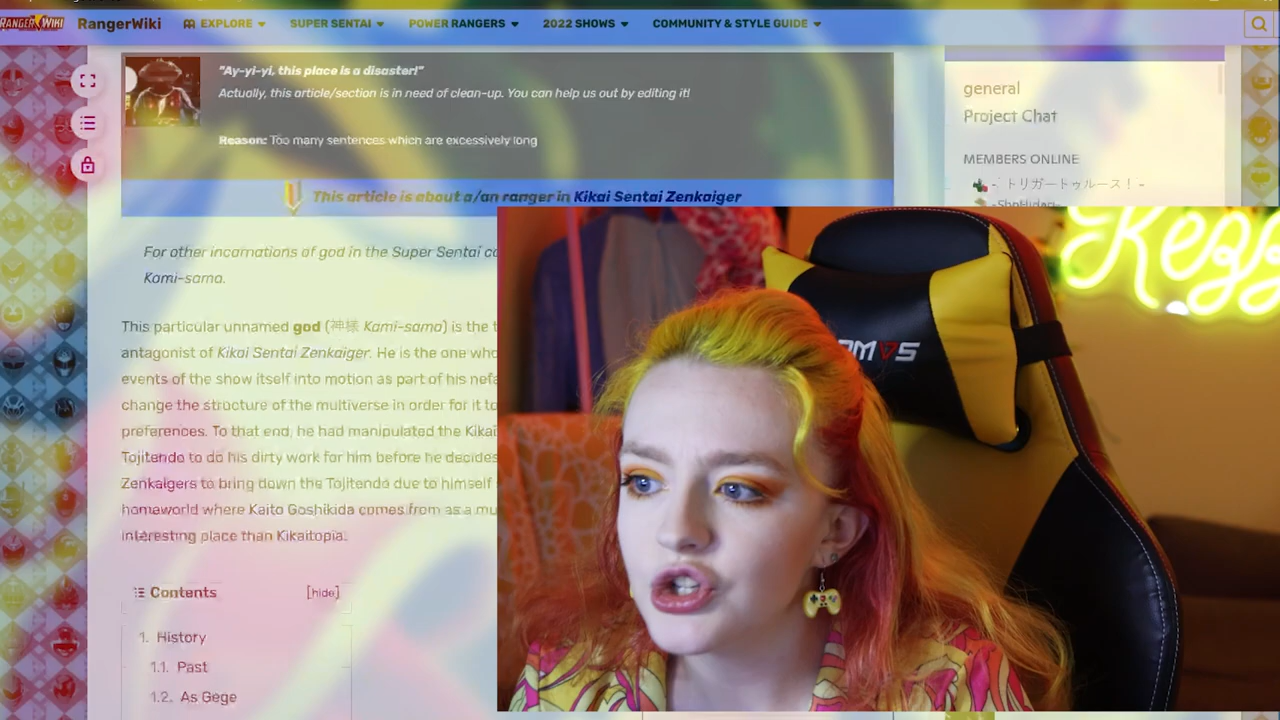 RANGER WIKI
RangerWiki
EXPLORE
SUPER SENTAI
POWER RANGERS
2022 SHOWS
COMMUNITY & STYLE GUIDE
"Ay-yi-yi, this place is a disaster!"
Actually, this article/section is in need of clean-up. You can help us out by editing it!
Reason: Too many sentences which are excessively long
This article is about a/an ranger in Kikai Sentai Zenkaiger
general
Project Chat
MEMBERS ONLINE
-`トリガートゥルース！-
For other incarnations of god in the Super Sentai
Kami-sama.
This particular unnamed god (神様 Kami-sama) is the
antagonist of Kikai Sentai Zenkaiger. He is the one who
events of the show itself into motion as part of his
change the structure of the multiverse in order for it to
preferences. To that end, he had manipulated the
Tojitendo to do his dirty work for him before he decides
Zenkaigers to bring down the Tojitendo due to himself
homeworld where Kaito Goshikida comes from as a
interesting place than Kikaitopia.
Contents [hide]
1. History
1.1. Past
1.2. As Gege
Kezz